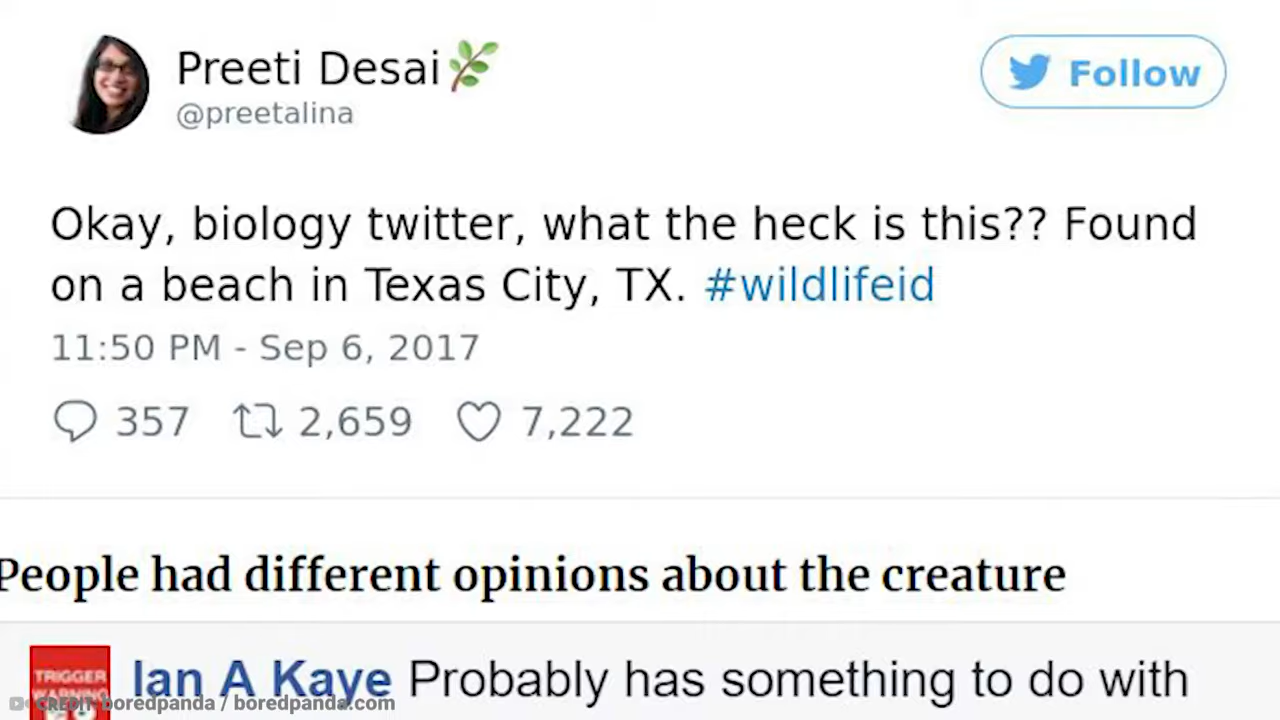 Preeti Desai
Follow
@preetalina
Okay, biology twitter, what the heck is this?? Found
on a beach in Texas City, TX. #wildlifeid
11:50 PM - Sep 6, 2017
357 2,659 7,222
People had different opinions about the creature
TRIGGER
WARNING
Ian A Kaye Probably has something to do with
CREDIT: boredpanda / boredpanda.com